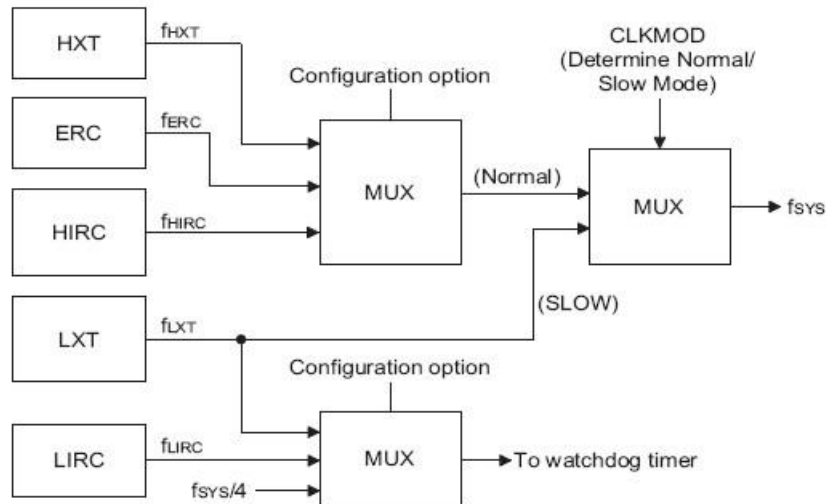 HXT
fHXT
CLKMOD
(Determine Normal/
Slow Mode)
Configuration option
ERC
fERC
MUX
(Normal)
MUX
fSYS
HIRC
fHIRC
(SLOW)
LXT
fLXT
Configuration option
LIRC
fLIRC
MUX
To watchdog timer
fSYS/4